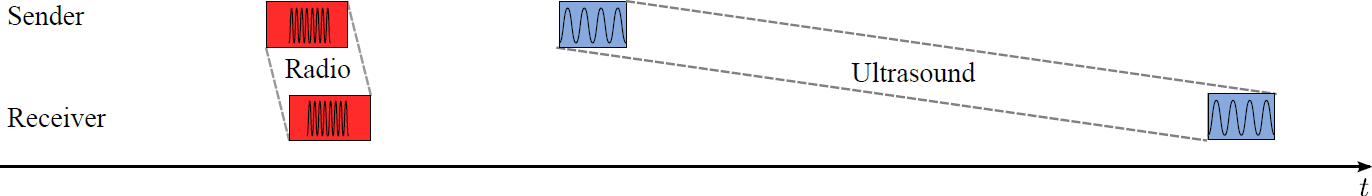 Sender
Radio
Ultrasound
Receiver
t